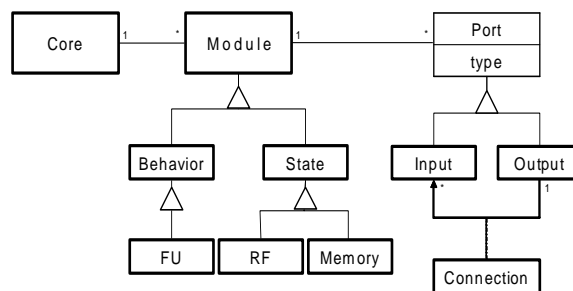 Core
1
*
Module
1
*
Port
type
Behavior
State
Input
Output
*
1
FU
RF
Memory
Connection